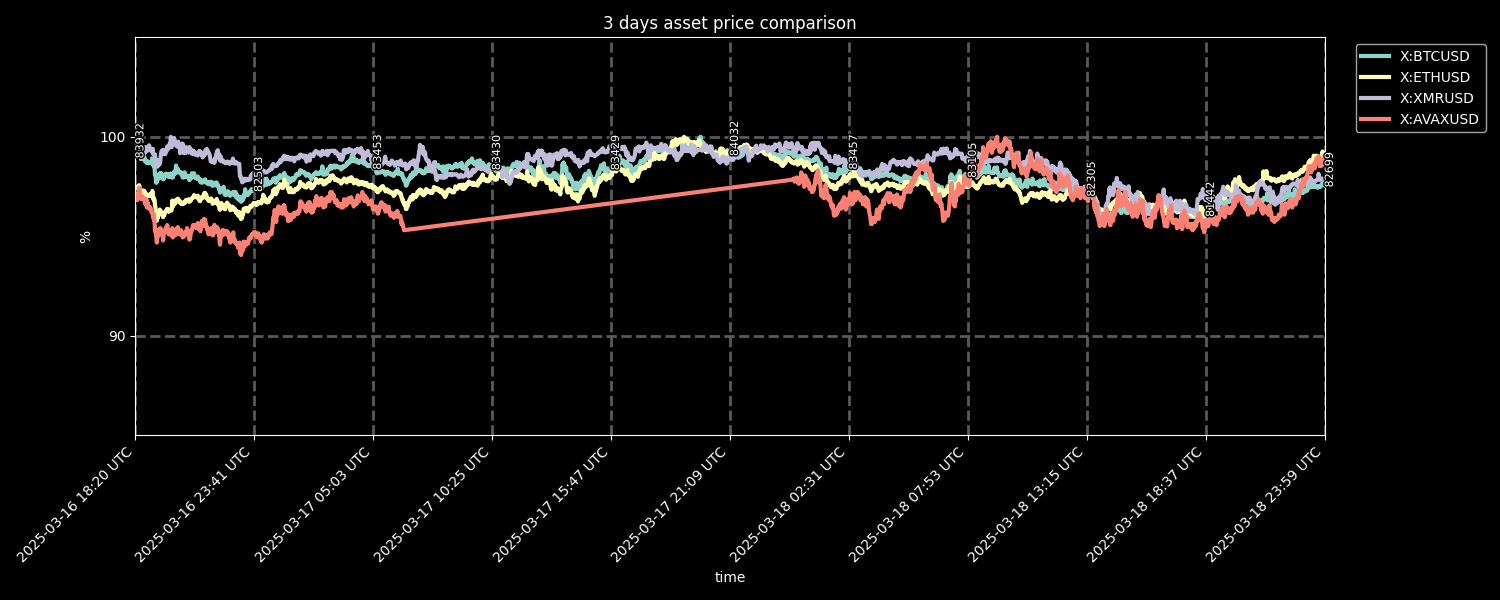 3 days asset price comparison
X:BTCUSD
X:ETHUSD
X:XMRUSD
X:AVAXUSD
100
90
%
83932
82503
83453
83430
83429
84032
83457
83105
82305
81442
82699
2025-03-16 18:20 UTC
2025-03-16 23:41 UTC
2025-03-17 05:03 UTC
2025-03-17 10:25 UTC
2025-03-17 15:47 UTC
2025-03-17 21:09 UTC
2025-03-18 02:31 UTC
2025-03-18 07:53 UTC
2025-03-18 13:15 UTC
2025-03-18 18:37 UTC
2025-03-18 23:59 UTC
time